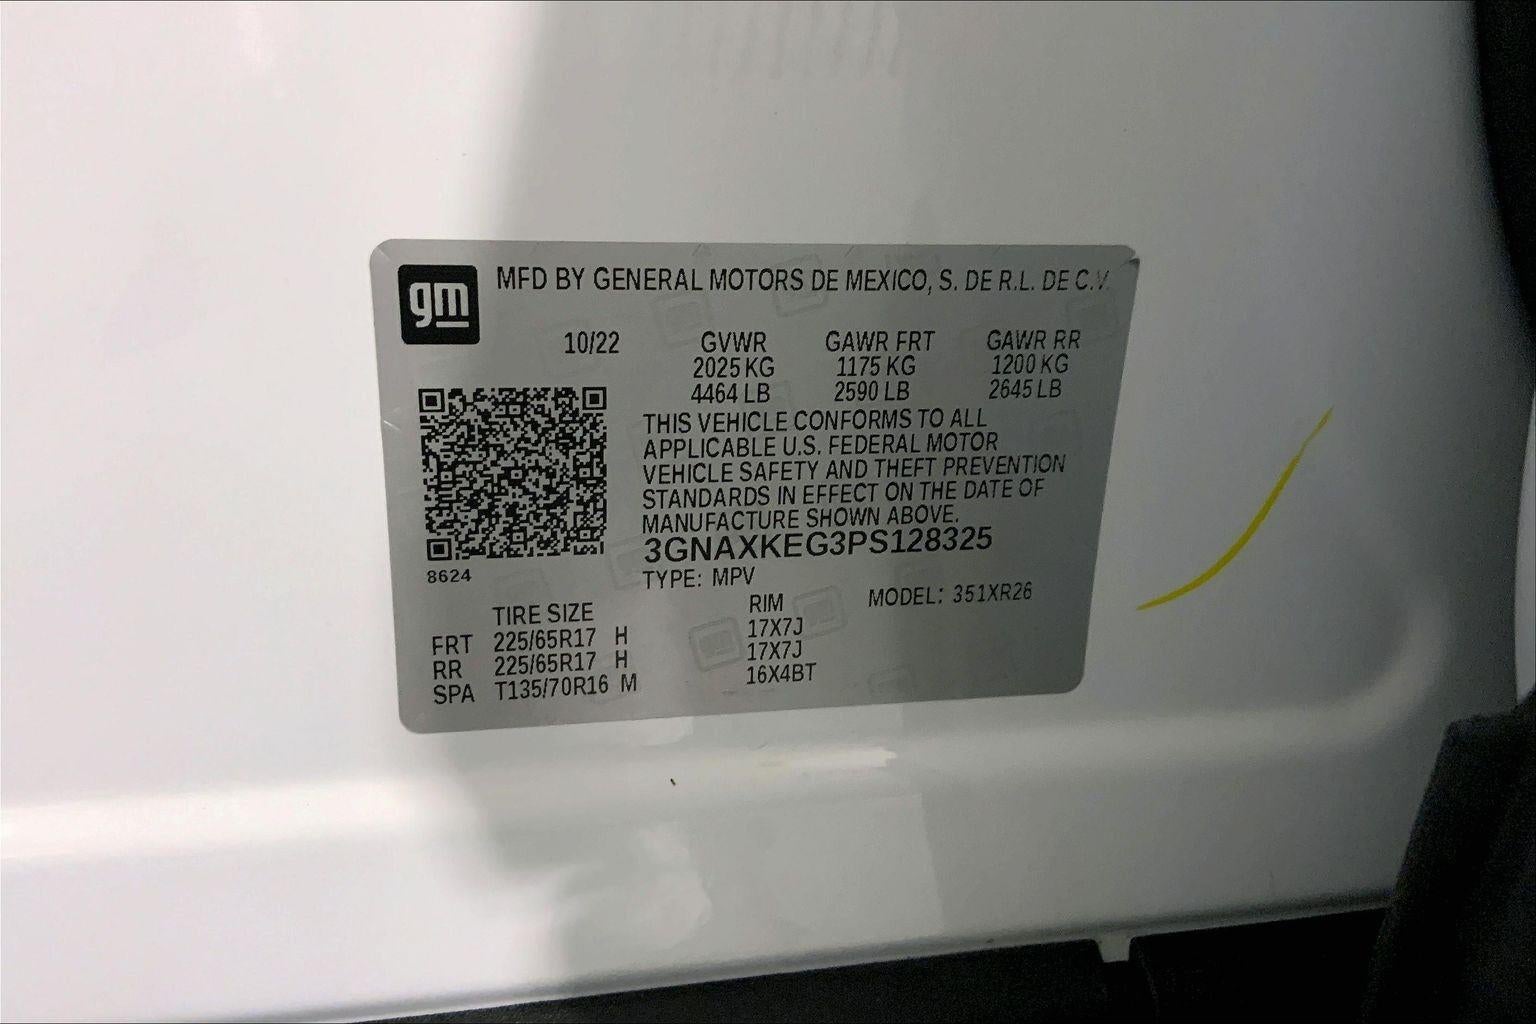 gm
MFD BY GENERAL MOTORS DE MEXICO, S. DE R.L. DE C.V.
10/22
GVWR GAWR FRT GAWR RR
2025 KG 1175 KG 1200 KG
4464 LB 2590 LB 2645 LB
THIS VEHICLE CONFORMS TO ALL
APPLICABLE U.S. FEDERAL MOTOR
VEHICLE SAFETY AND THEFT PREVENTION
STANDARDS IN EFFECT ON THE DATE OF
MANUFACTURE SHOWN ABOVE.
3GNAXKEG3PS128325
8624
TYPE: MPV
MODEL: 351XR26
TIRE SIZE RIM
FRT 225/65R17 H 17X7J
RR 225/65R17 H 17X7J
SPA T135/70R16 M 16X4BT